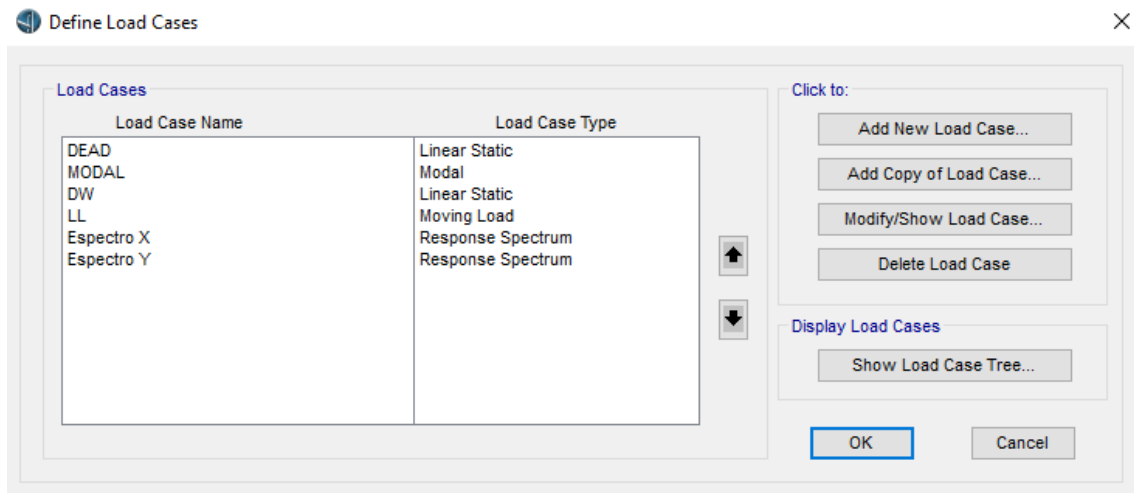 Define Load Cases
Load Cases
Load Case Name Load Case Type
DEAD Linear Static
MODAL Modal
DW Linear Static
LL Moving Load
Espectro X Response Spectrum
Espectro Y Response Spectrum
Click to:
Add New Load Case...
Add Copy of Load Case...
Modify/Show Load Case...
Delete Load Case
Display Load Cases
Show Load Case Tree...
OK Cancel